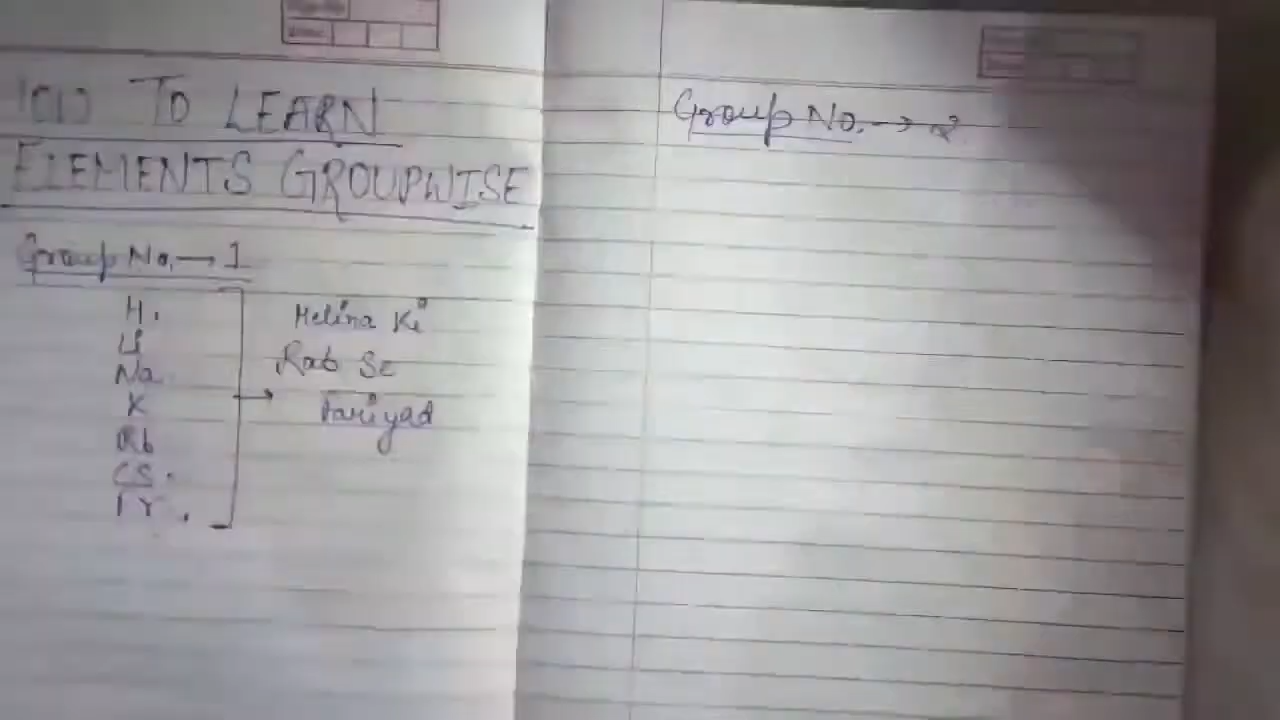 TO LEARN
ELEMENTS GROUPWISE
Group No. → 1
H.
Li
Na
K
Rb
CS.
Fr.
Helina Ki
Rab Se
Fariyad
Group No. → 2